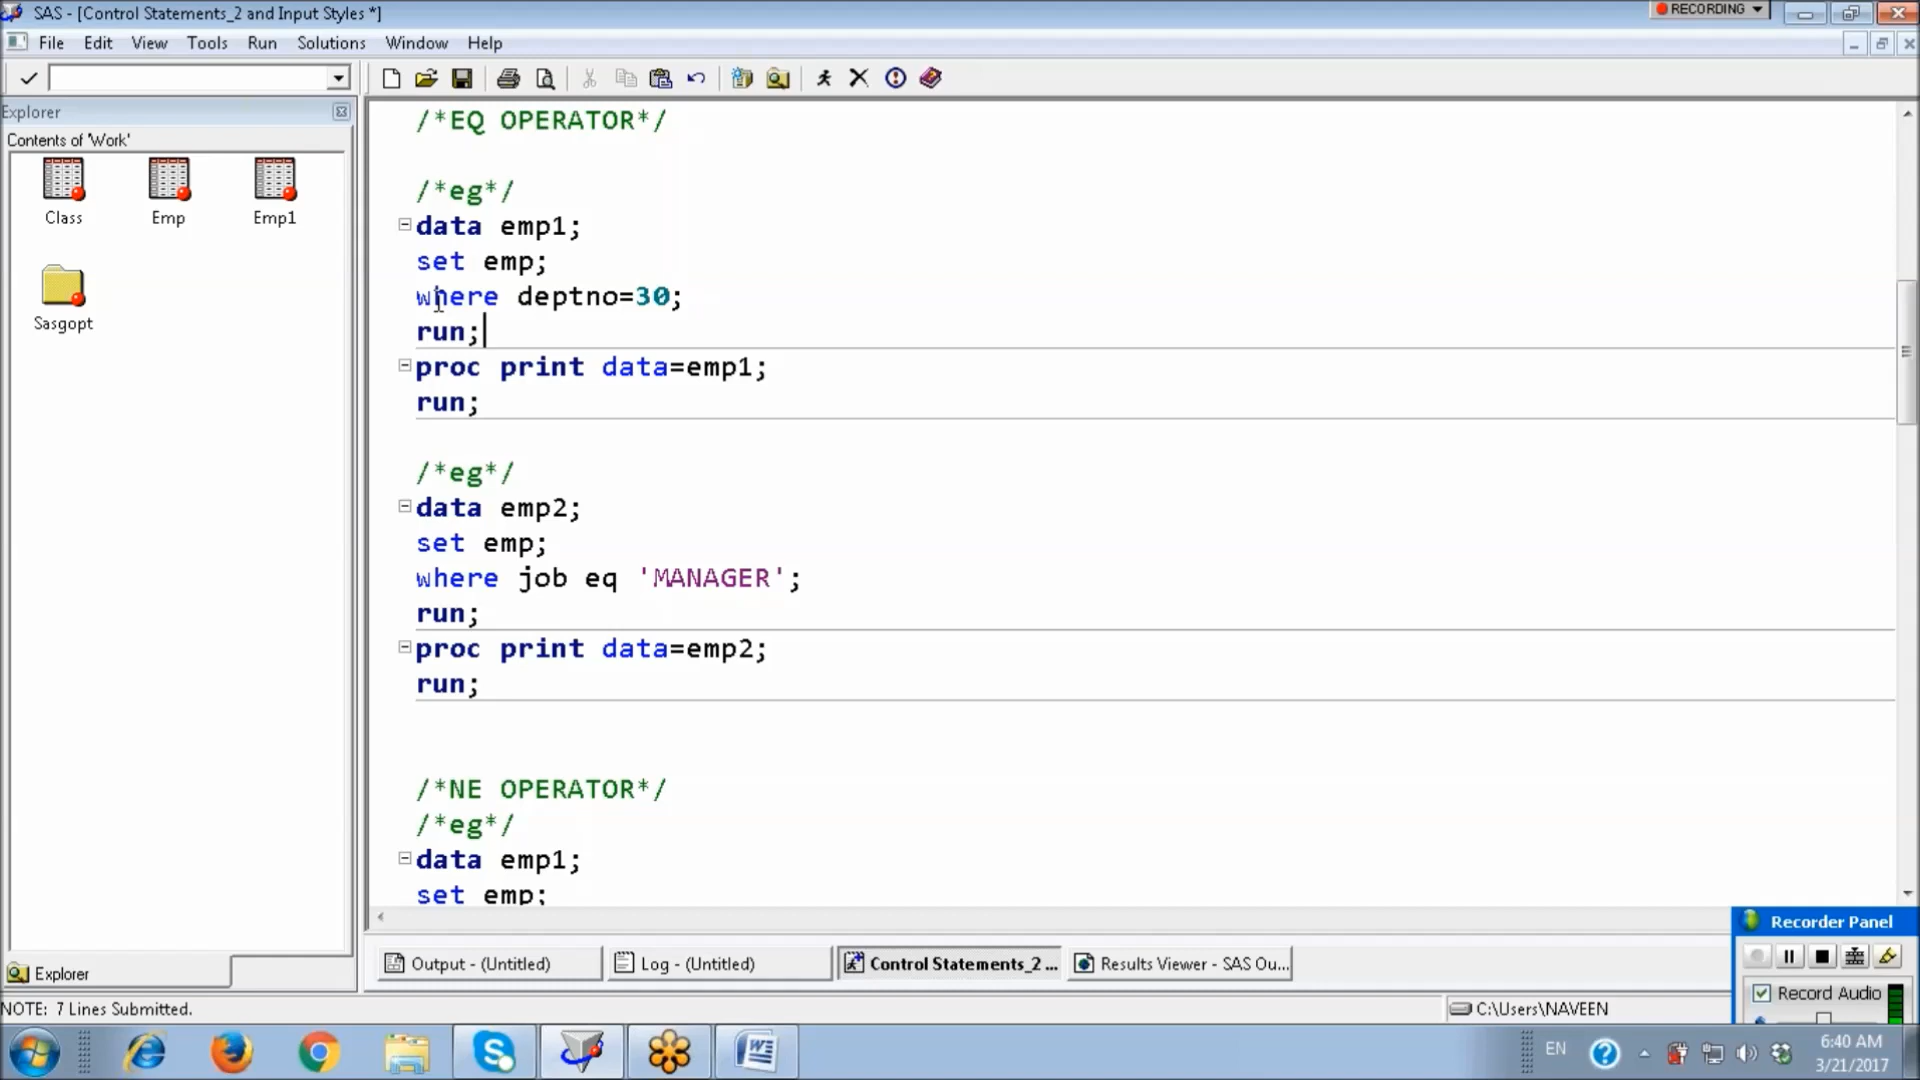 SAS - [Control Statements_2 and Input Styles *]
RECORDING
File Edit View Tools Run Solutions Window Help
Explorer
Contents of 'Work'
Class Emp Emp1
Sasgopt
/*EQ OPERATOR*/
/*eg*/
data emp1;
set emp;
where deptno=30;
run;
proc print data=emp1;
run;
/*eg*/
data emp2;
set emp;
where job eq 'MANAGER';
run;
proc print data=emp2;
run;
/*NE OPERATOR*/
/*eg*/
data emp1;
set emp;
Recorder Panel
Record Audio
Output - (Untitled) Log - (Untitled) Control Statements_2 ... Results Viewer - SAS Ou...
Explorer
NOTE: 7 Lines Submitted.
C:\Users\NAVEEN
EN
6:40 AM
3/21/2017